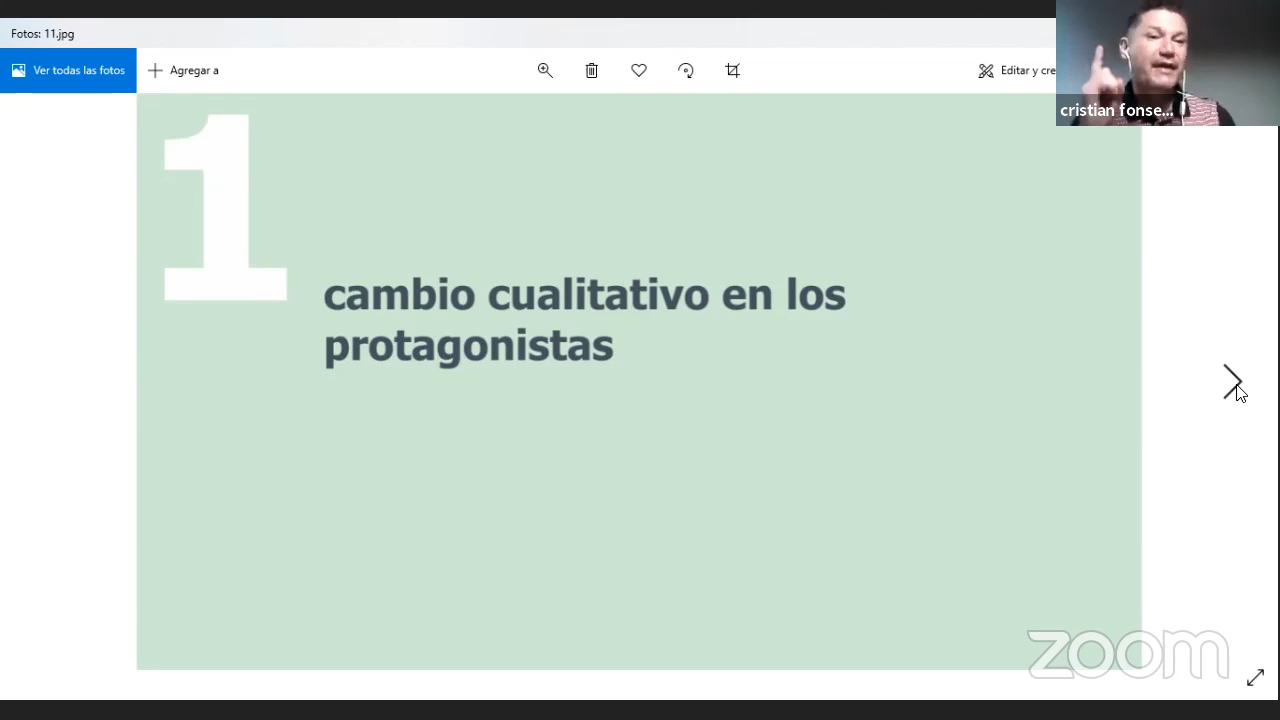 Fotos: 11.jpg
Ver todas las fotos
Agregar a
Editar y cre
cristian fonse...
1
cambio cualitativo en los
protagonistas
zoom